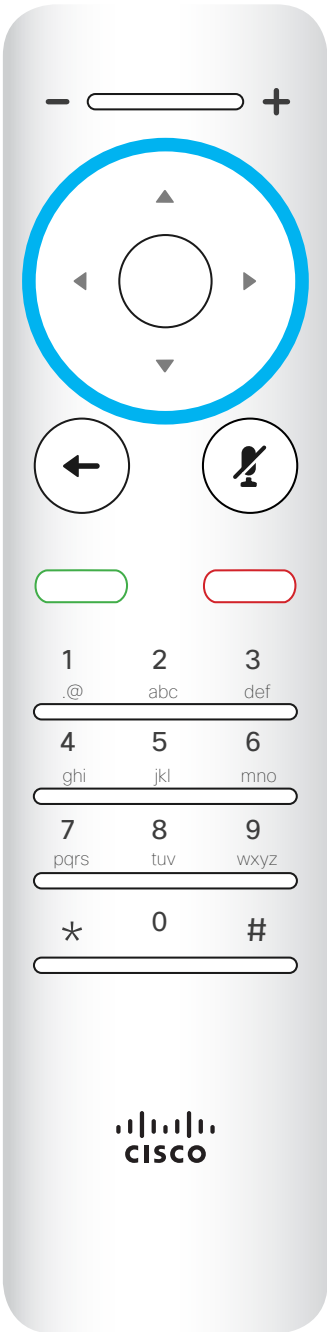 − +
1 2 3
.@ abc def
4 5 6
ghi jkl mno
7 8 9
pqrs tuv wxyz
* 0 #
CISCO